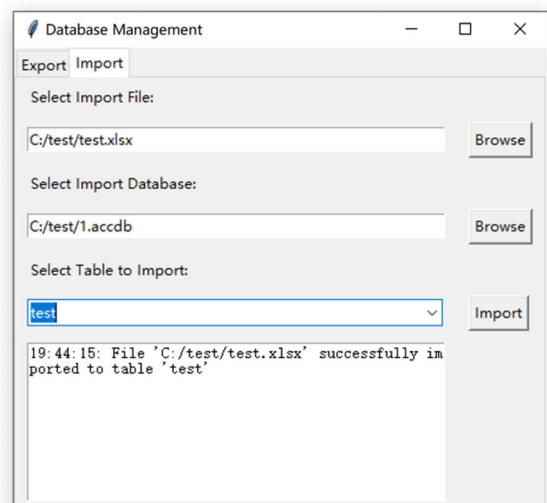 Database Management
Export Import
Select Import File:
C:/test/test.xlsx Browse
Select Import Database:
C:/test/1.accdb Browse
Select Table to Import:
test Import
19:44:15: File 'C:/test/test.xlsx' successfully im
ported to table 'test'